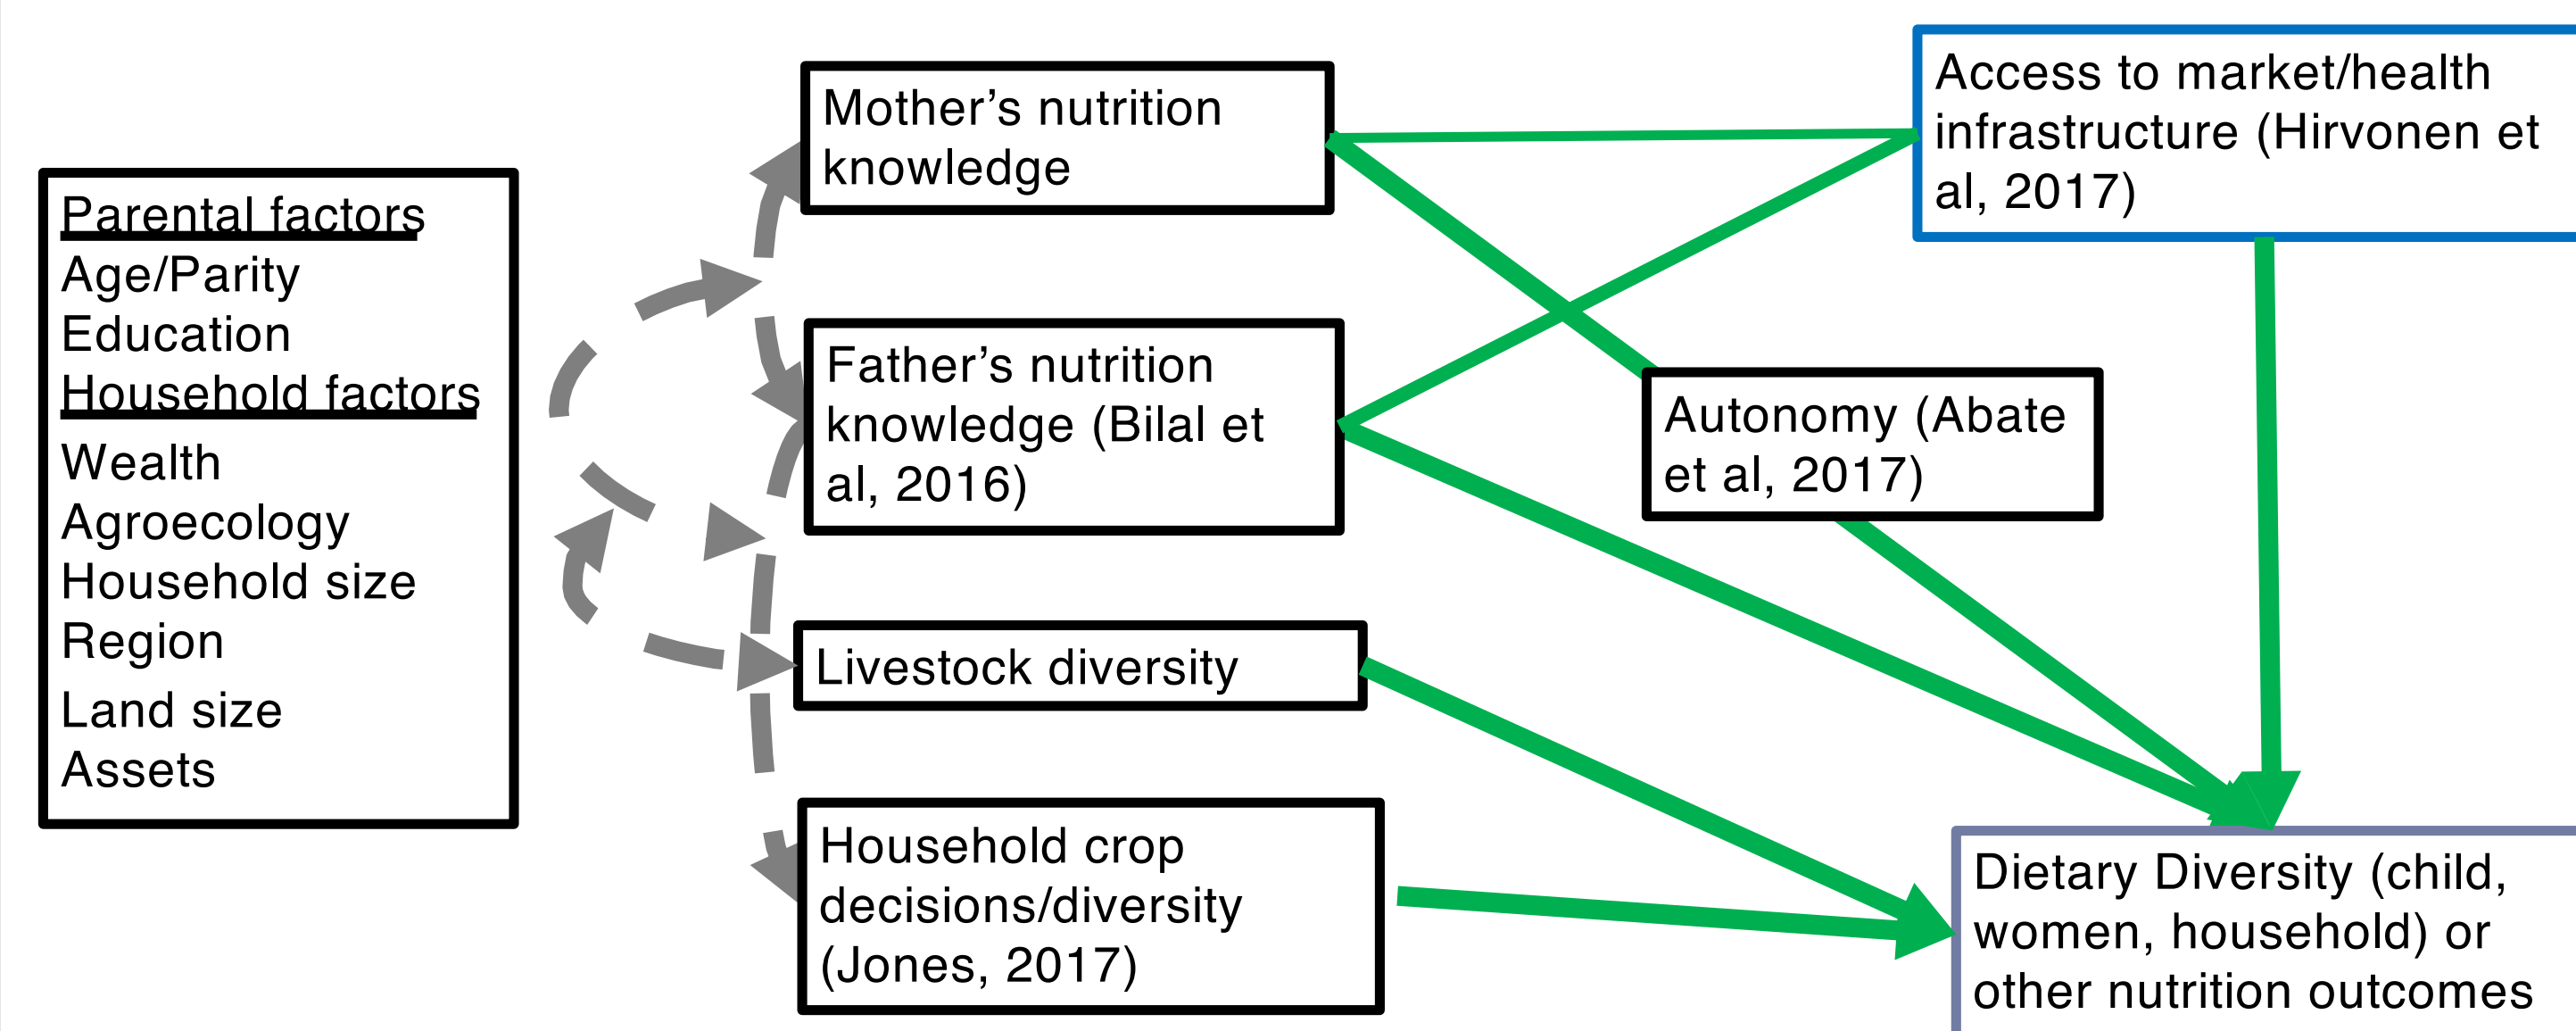 Parental factors
Age/Parity
Education
Household factors
Wealth
Agroecology
Household size
Region
Land size
Assets
Mother’s nutrition
knowledge
Father’s nutrition
knowledge (Bilal et
al, 2016)
Livestock diversity
Household crop
decisions/diversity
(Jones, 2017)
Access to market/health
infrastructure (Hirvonen et
al, 2017)
Autonomy (Abate
et al, 2017)
Dietary Diversity (child,
women, household) or
other nutrition outcomes